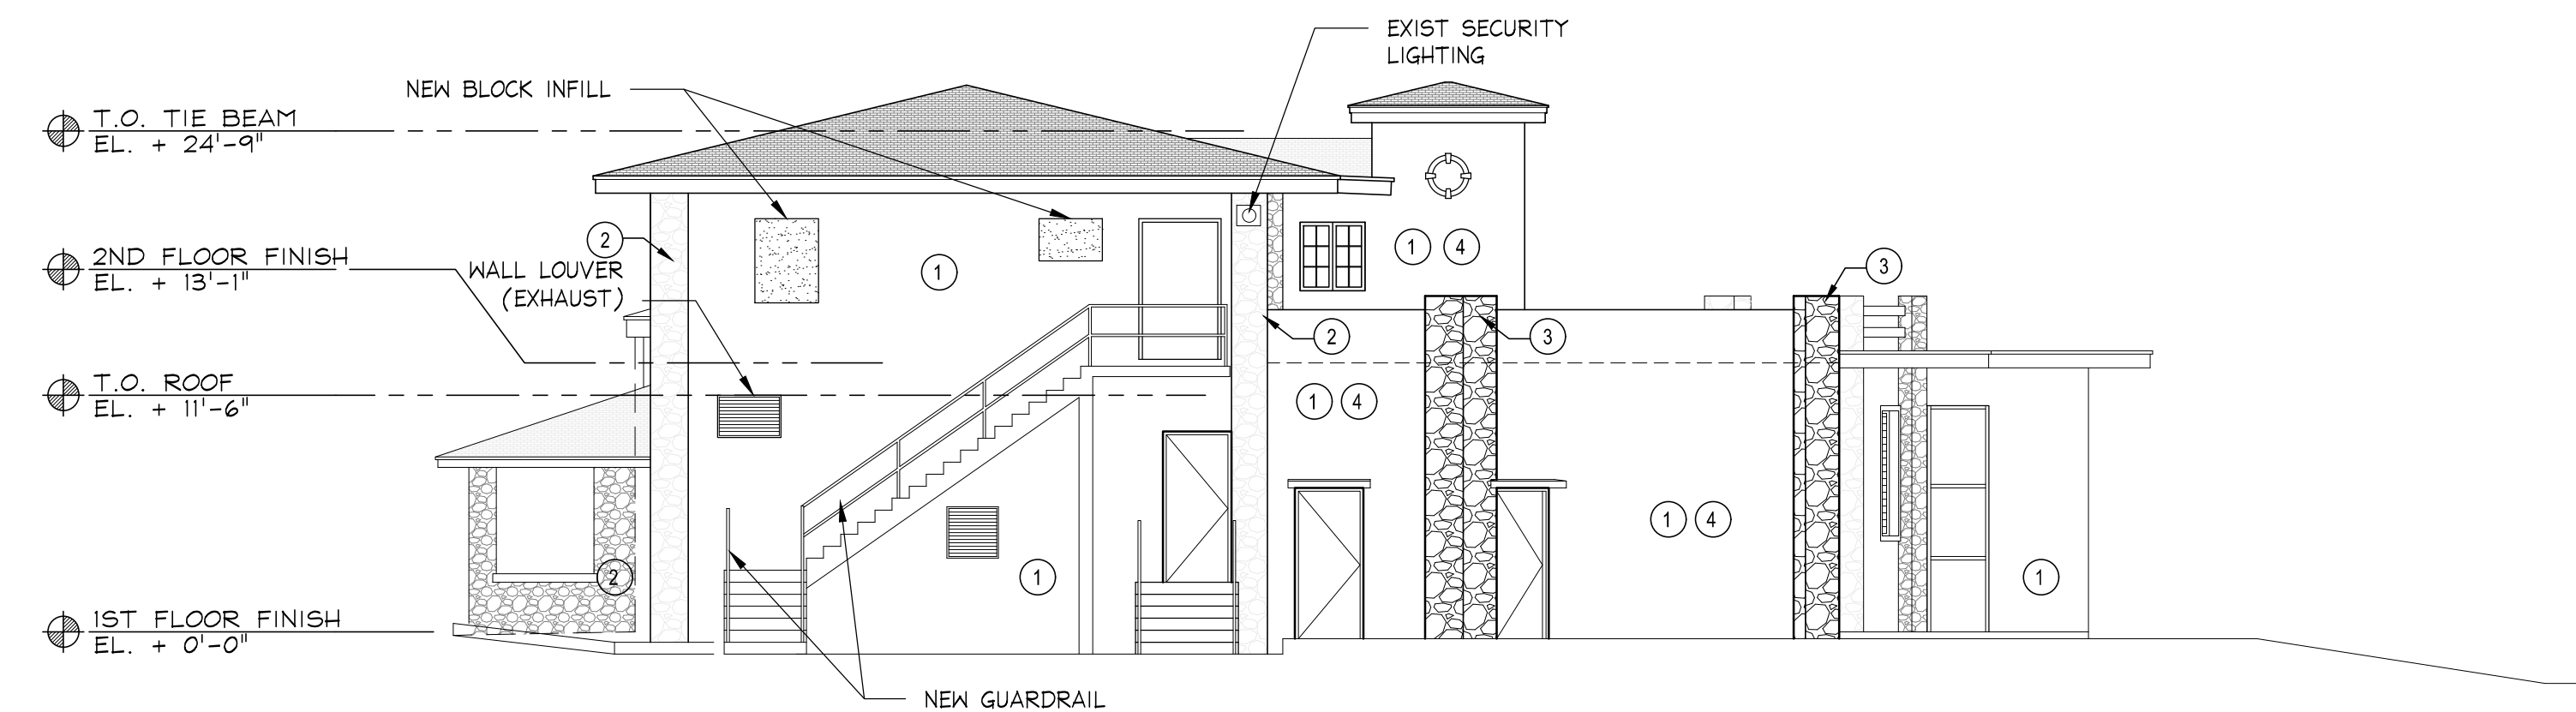 EXIST SECURITY
LIGHTING
NEW BLOCK INFILL
T.O. TIE BEAM
EL. + 24'-9"
2ND FLOOR FINISH
EL. + 13'-1"
WALL LOUVER
(EXHAUST)
T.O. ROOF
EL. + 11'-6"
1ST FLOOR FINISH
EL. + 0'-0"
NEW GUARDRAIL
2
1
1 4
3
2
3
1 4
1 4
2
1
1